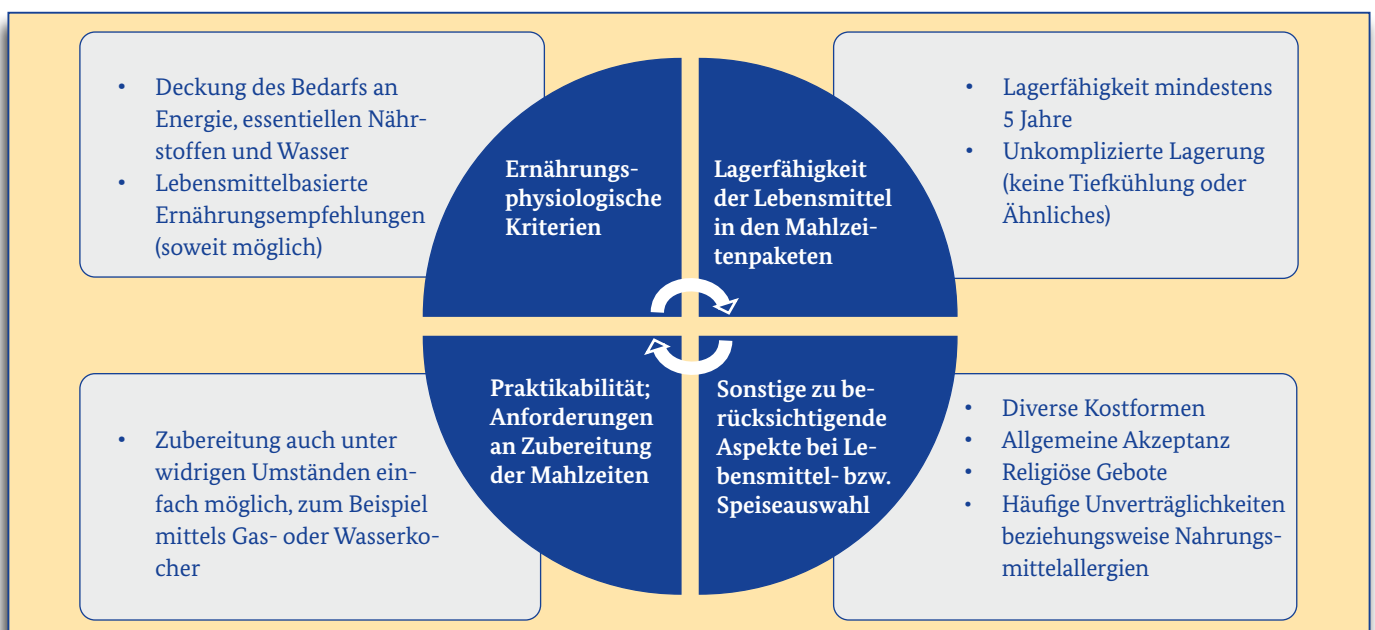 • Deckung des Bedarfs an
Energie, essentiellen Nähr-
stoffen und Wasser
• Lebensmittelbasierte
Ernährungsempfehlungen
(soweit möglich)
Ernährungs-
physiologische
Kriterien
Lagerfähigkeit
der Lebensmittel
in den Mahlzei-
tenpaketen
• Lagerfähigkeit mindestens
5 Jahre
• Unkomplizierte Lagerung
(keine Tiefkühlung oder
Ähnliches)
• Zubereitung auch unter
widrigen Umständen ein-
fach möglich, zum Beispiel
mittels Gas- oder Wasserko-
cher
Praktikabilität;
Anforderungen
an Zubereitung
der Mahlzeiten
Sonstige zu be-
rücksichtigende
Aspekte bei Le-
bensmittel- bzw.
Speiseauswahl
• Diverse Kostformen
• Allgemeine Akzeptanz
• Religiöse Gebote
• Häufige Unverträglichkeiten
beziehungsweise Nahrungs-
mittelallergien